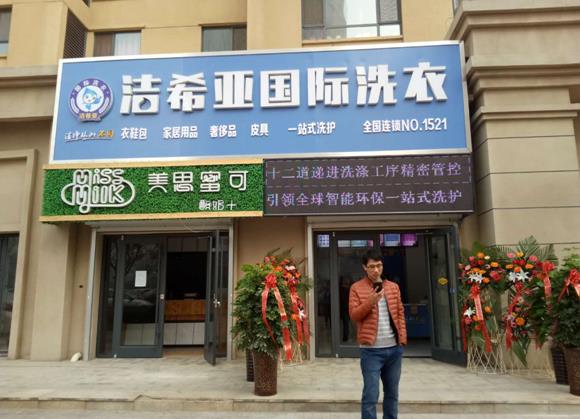 洁希亚国际洗衣
洁希亚
衣鞋包 家居用品 奢侈品 皮具 一站式洗护 全国连锁NO.1521
Miss Milk 美思蜜可
十二道递进洗涤工序精密管控
引领全球智能环保一站式洗护